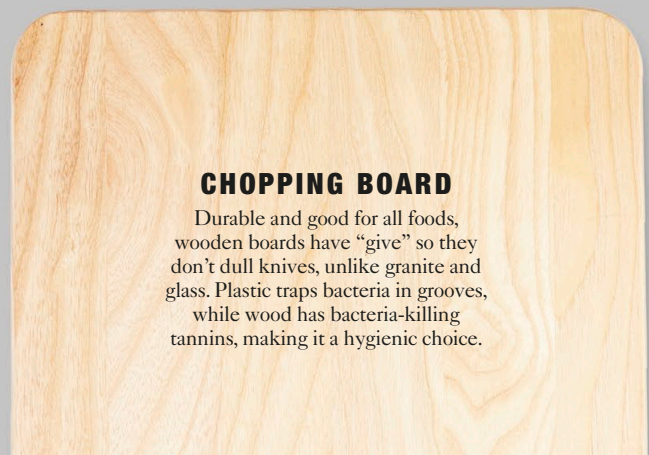 CHOPPING BOARD
Durable and good for all foods,
wooden boards have “give” so they
don’t dull knives, unlike granite and
glass. Plastic traps bacteria in grooves,
while wood has bacteria-killing
tannins, making it a hygienic choice.